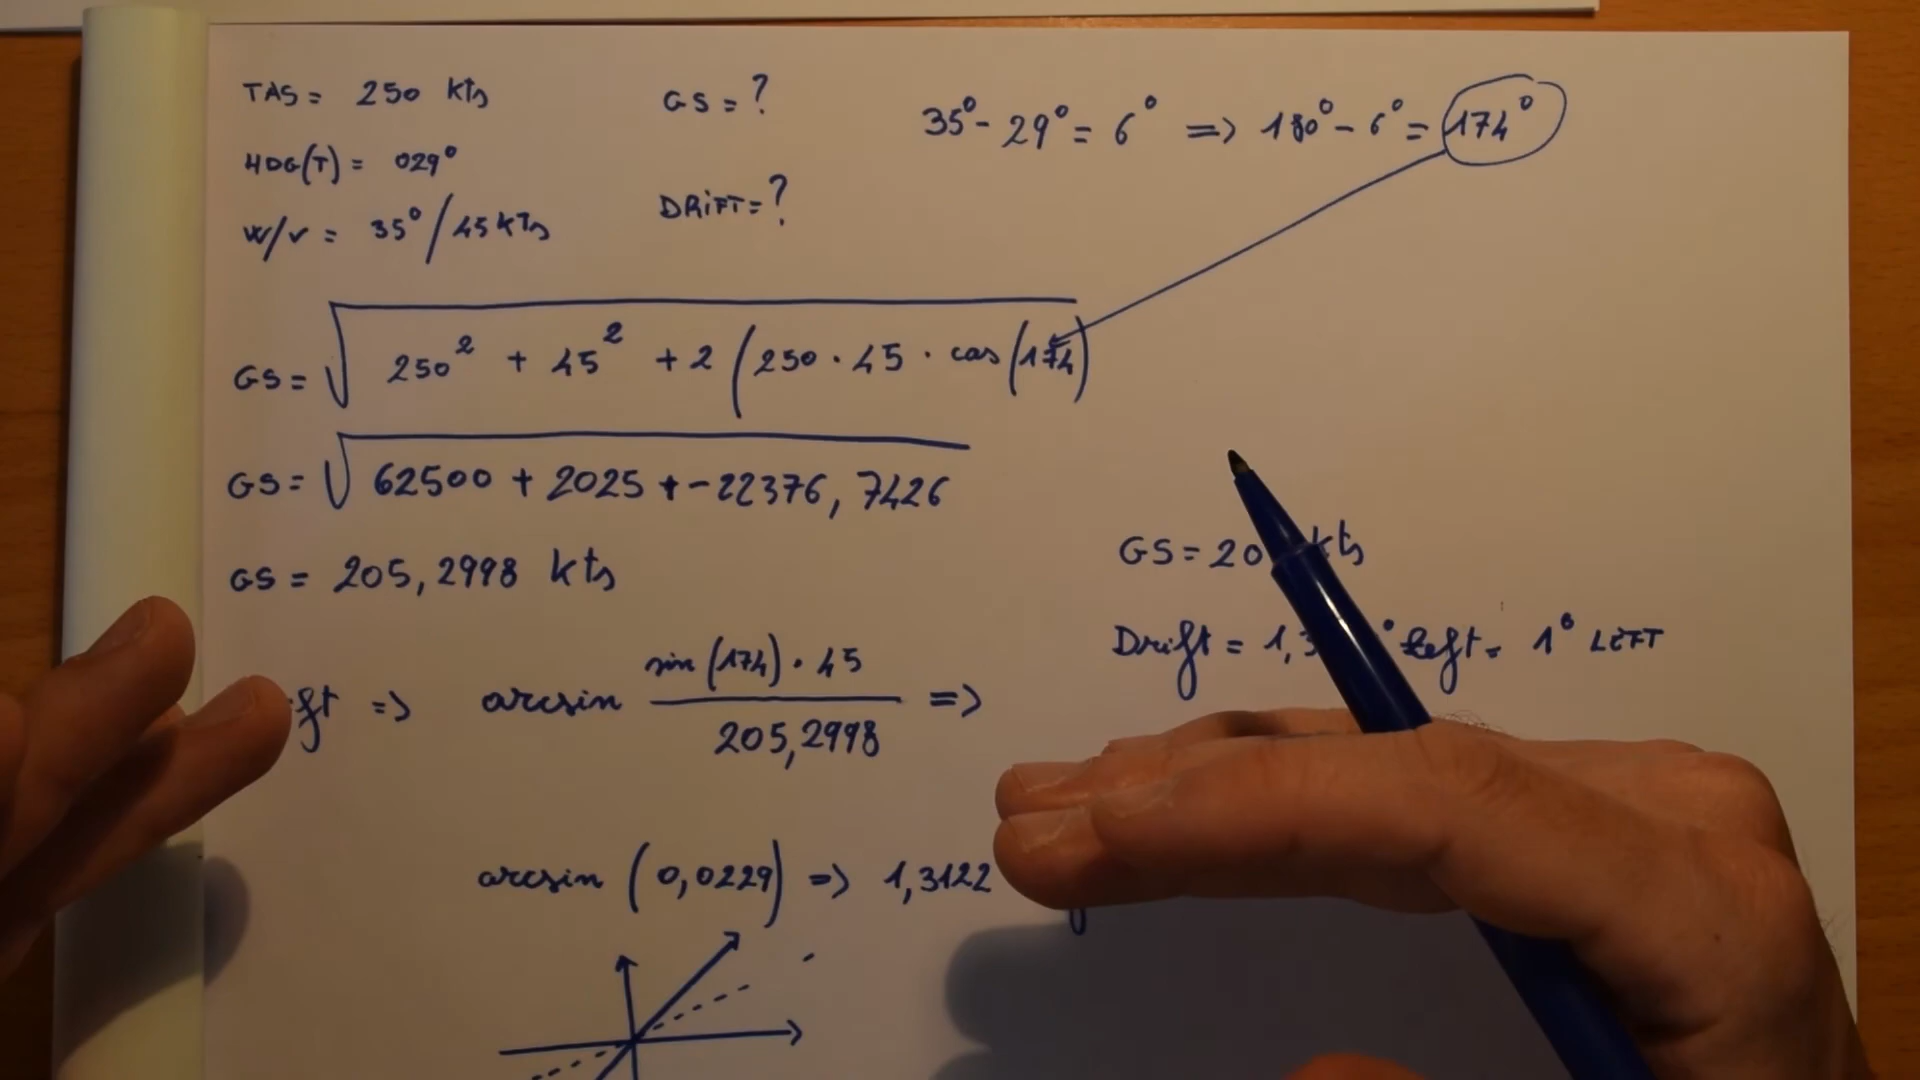 TAS = 250 kts
HDG(T) = 029°
W/V = 35°/45 kts
GS = ?
DRIFT = ?
35° - 29° = 6° => 180° - 6° = 174°
GS = √ 250² + 45² + 2 (250 · 45 · cos(174)
GS = √ 62500 + 2025 + -22376,7426
GS = 205,2998 kts
=> arcsin sin(174) · 45 / 205,2998 =>
arcsin (0,0229) => 1,3122
GS = 20 kts
Drift = 1,3 ° left = 1° LEFT